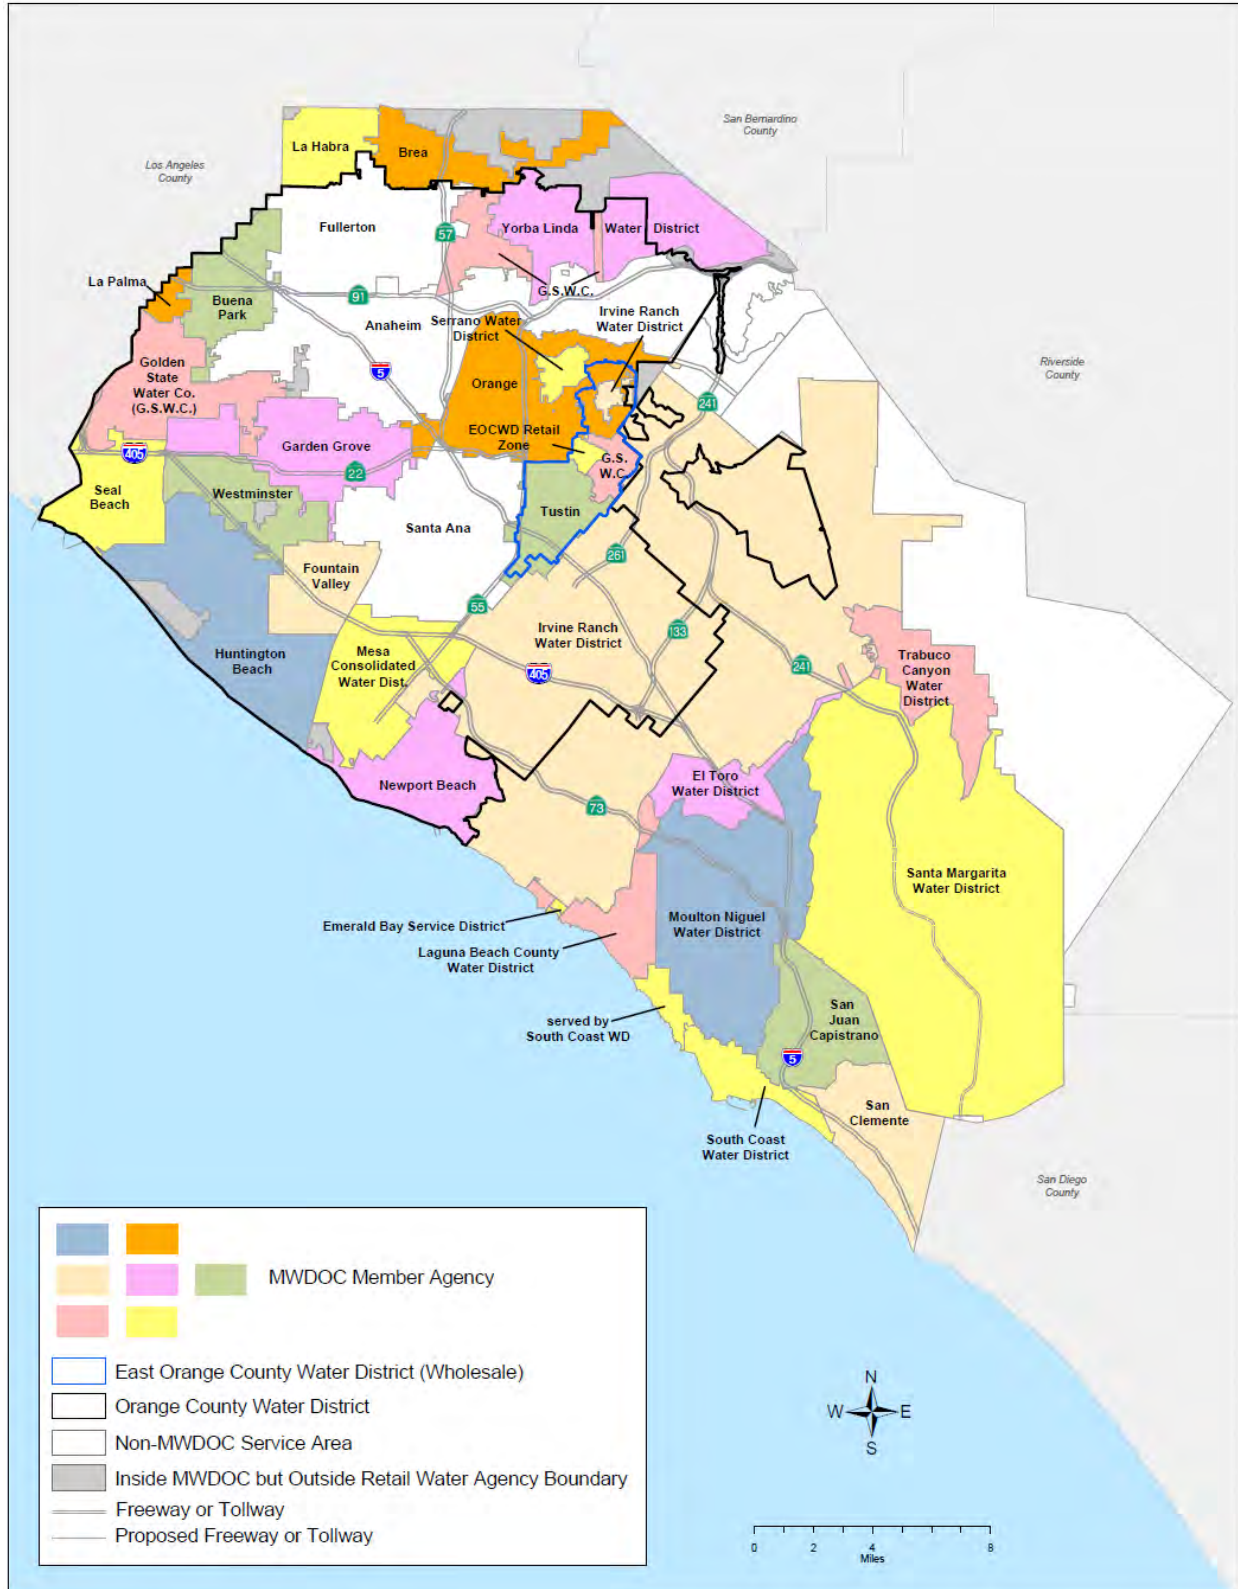 San Bernardino
County
Los Angeles
County
La Habra
Brea
Fullerton
57
Yorba Linda
Water
District
La Palma
Buena
Park
91
G.S.W.C.
Anaheim
Serrano Water
District
Irvine Ranch
Water District
Riverside
County
Golden
State
Water Co.
(G.S.W.C.)
5
Orange
241
EOCWD Retail
Zone
405
Garden Grove
22
G.S.
W.C.
Seal
Beach
Westminster
Santa Ana
Tustin
261
Fountain
Valley
55
Huntington
Beach
Mesa
Consolidated
Water Dist.
Irvine Ranch
Water District
133
405
241
Trabuco
Canyon
Water
District
Newport Beach
El Toro
Water District
73
Santa Margarita
Water District
Emerald Bay Service District
Moulton Niguel
Water District
Laguna Beach County
Water District
served by
South Coast WD
San
Juan
Capistrano
5
San
Clemente
South Coast
Water District
San Diego
County
MWDOC Member Agency
East Orange County Water District (Wholesale)
Orange County Water District
Non-MWDOC Service Area
Inside MWDOC but Outside Retail Water Agency Boundary
Freeway or Tollway
Proposed Freeway or Tollway
N
W
E
S
0 2 4 8
Miles